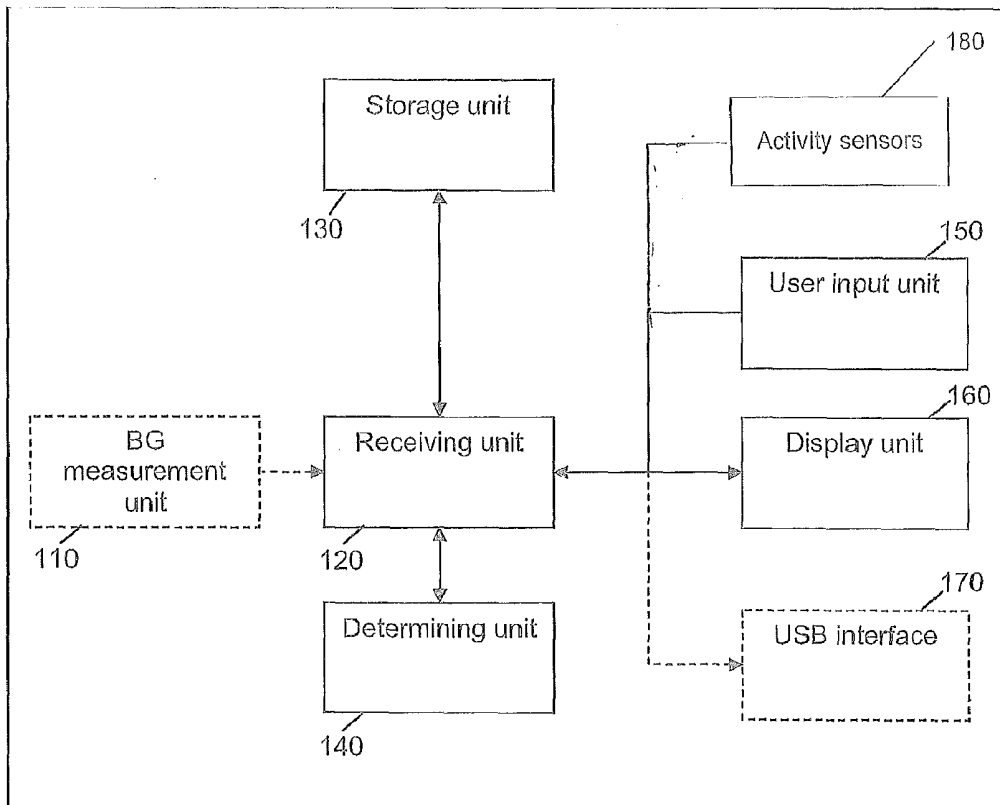 180
Storage unit
Activity sensors
130
150
User input unit
160
BG
measurement
unit
Receiving unit
Display unit
110
120
170
Determining unit
USB interface
140